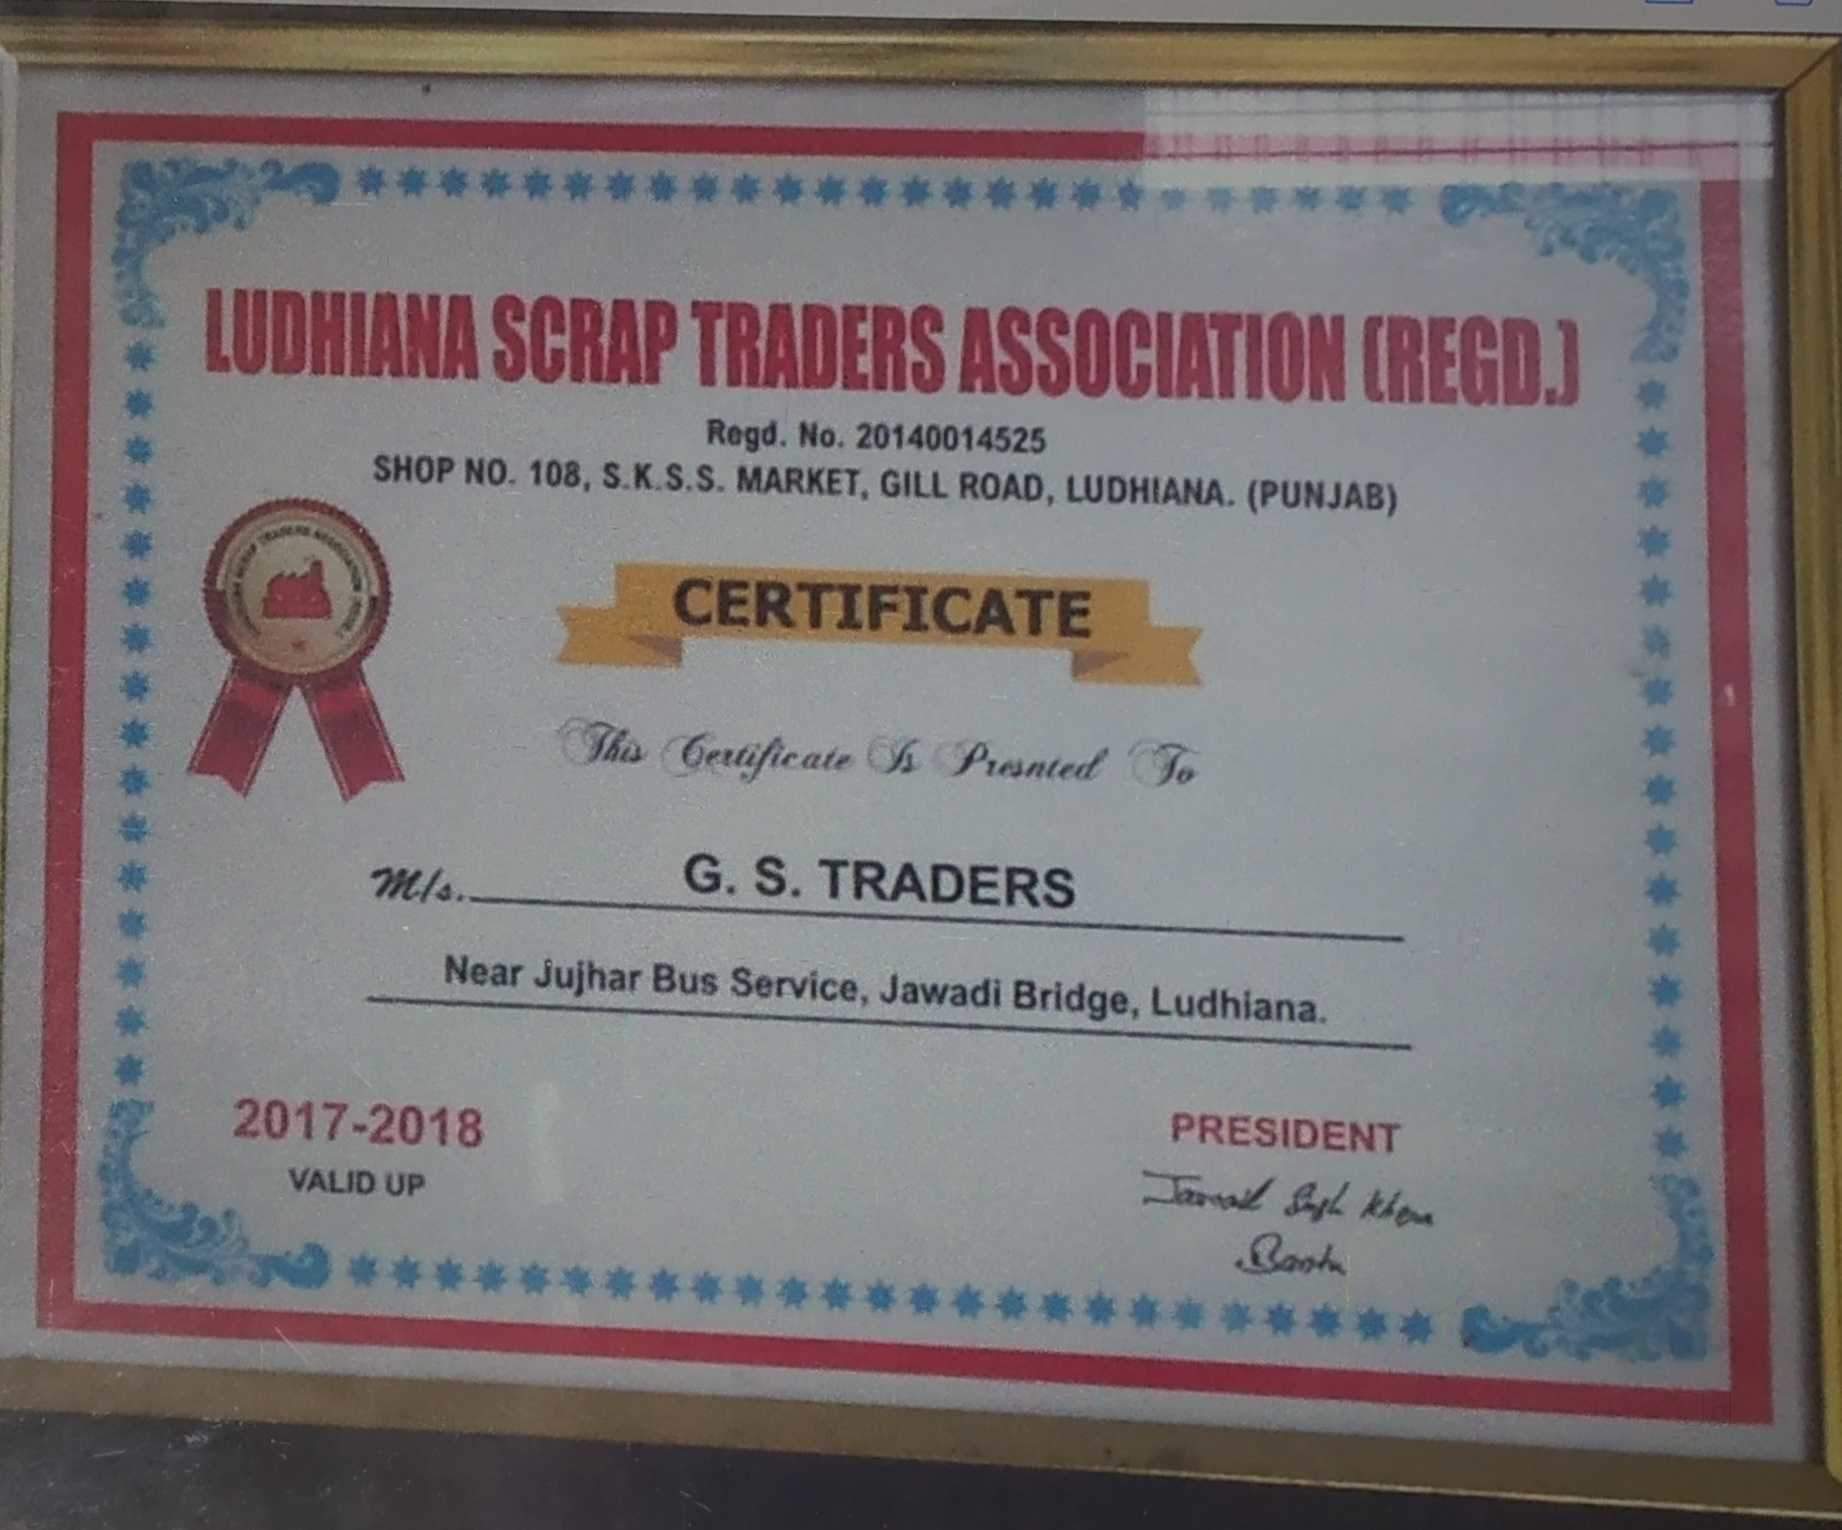 LUDHIANA SCRAP TRADERS ASSOCIATION (REGD.)
Regd. No. 20140014525
SHOP NO. 108, S.K.S.S. MARKET, GILL ROAD, LUDHIANA. (PUNJAB)
CERTIFICATE
This Certificate Is Presnted To
M/s. G. S. TRADERS
Near Jujhar Bus Service, Jawadi Bridge, Ludhiana.
2017-2018
VALID UP
PRESIDENT